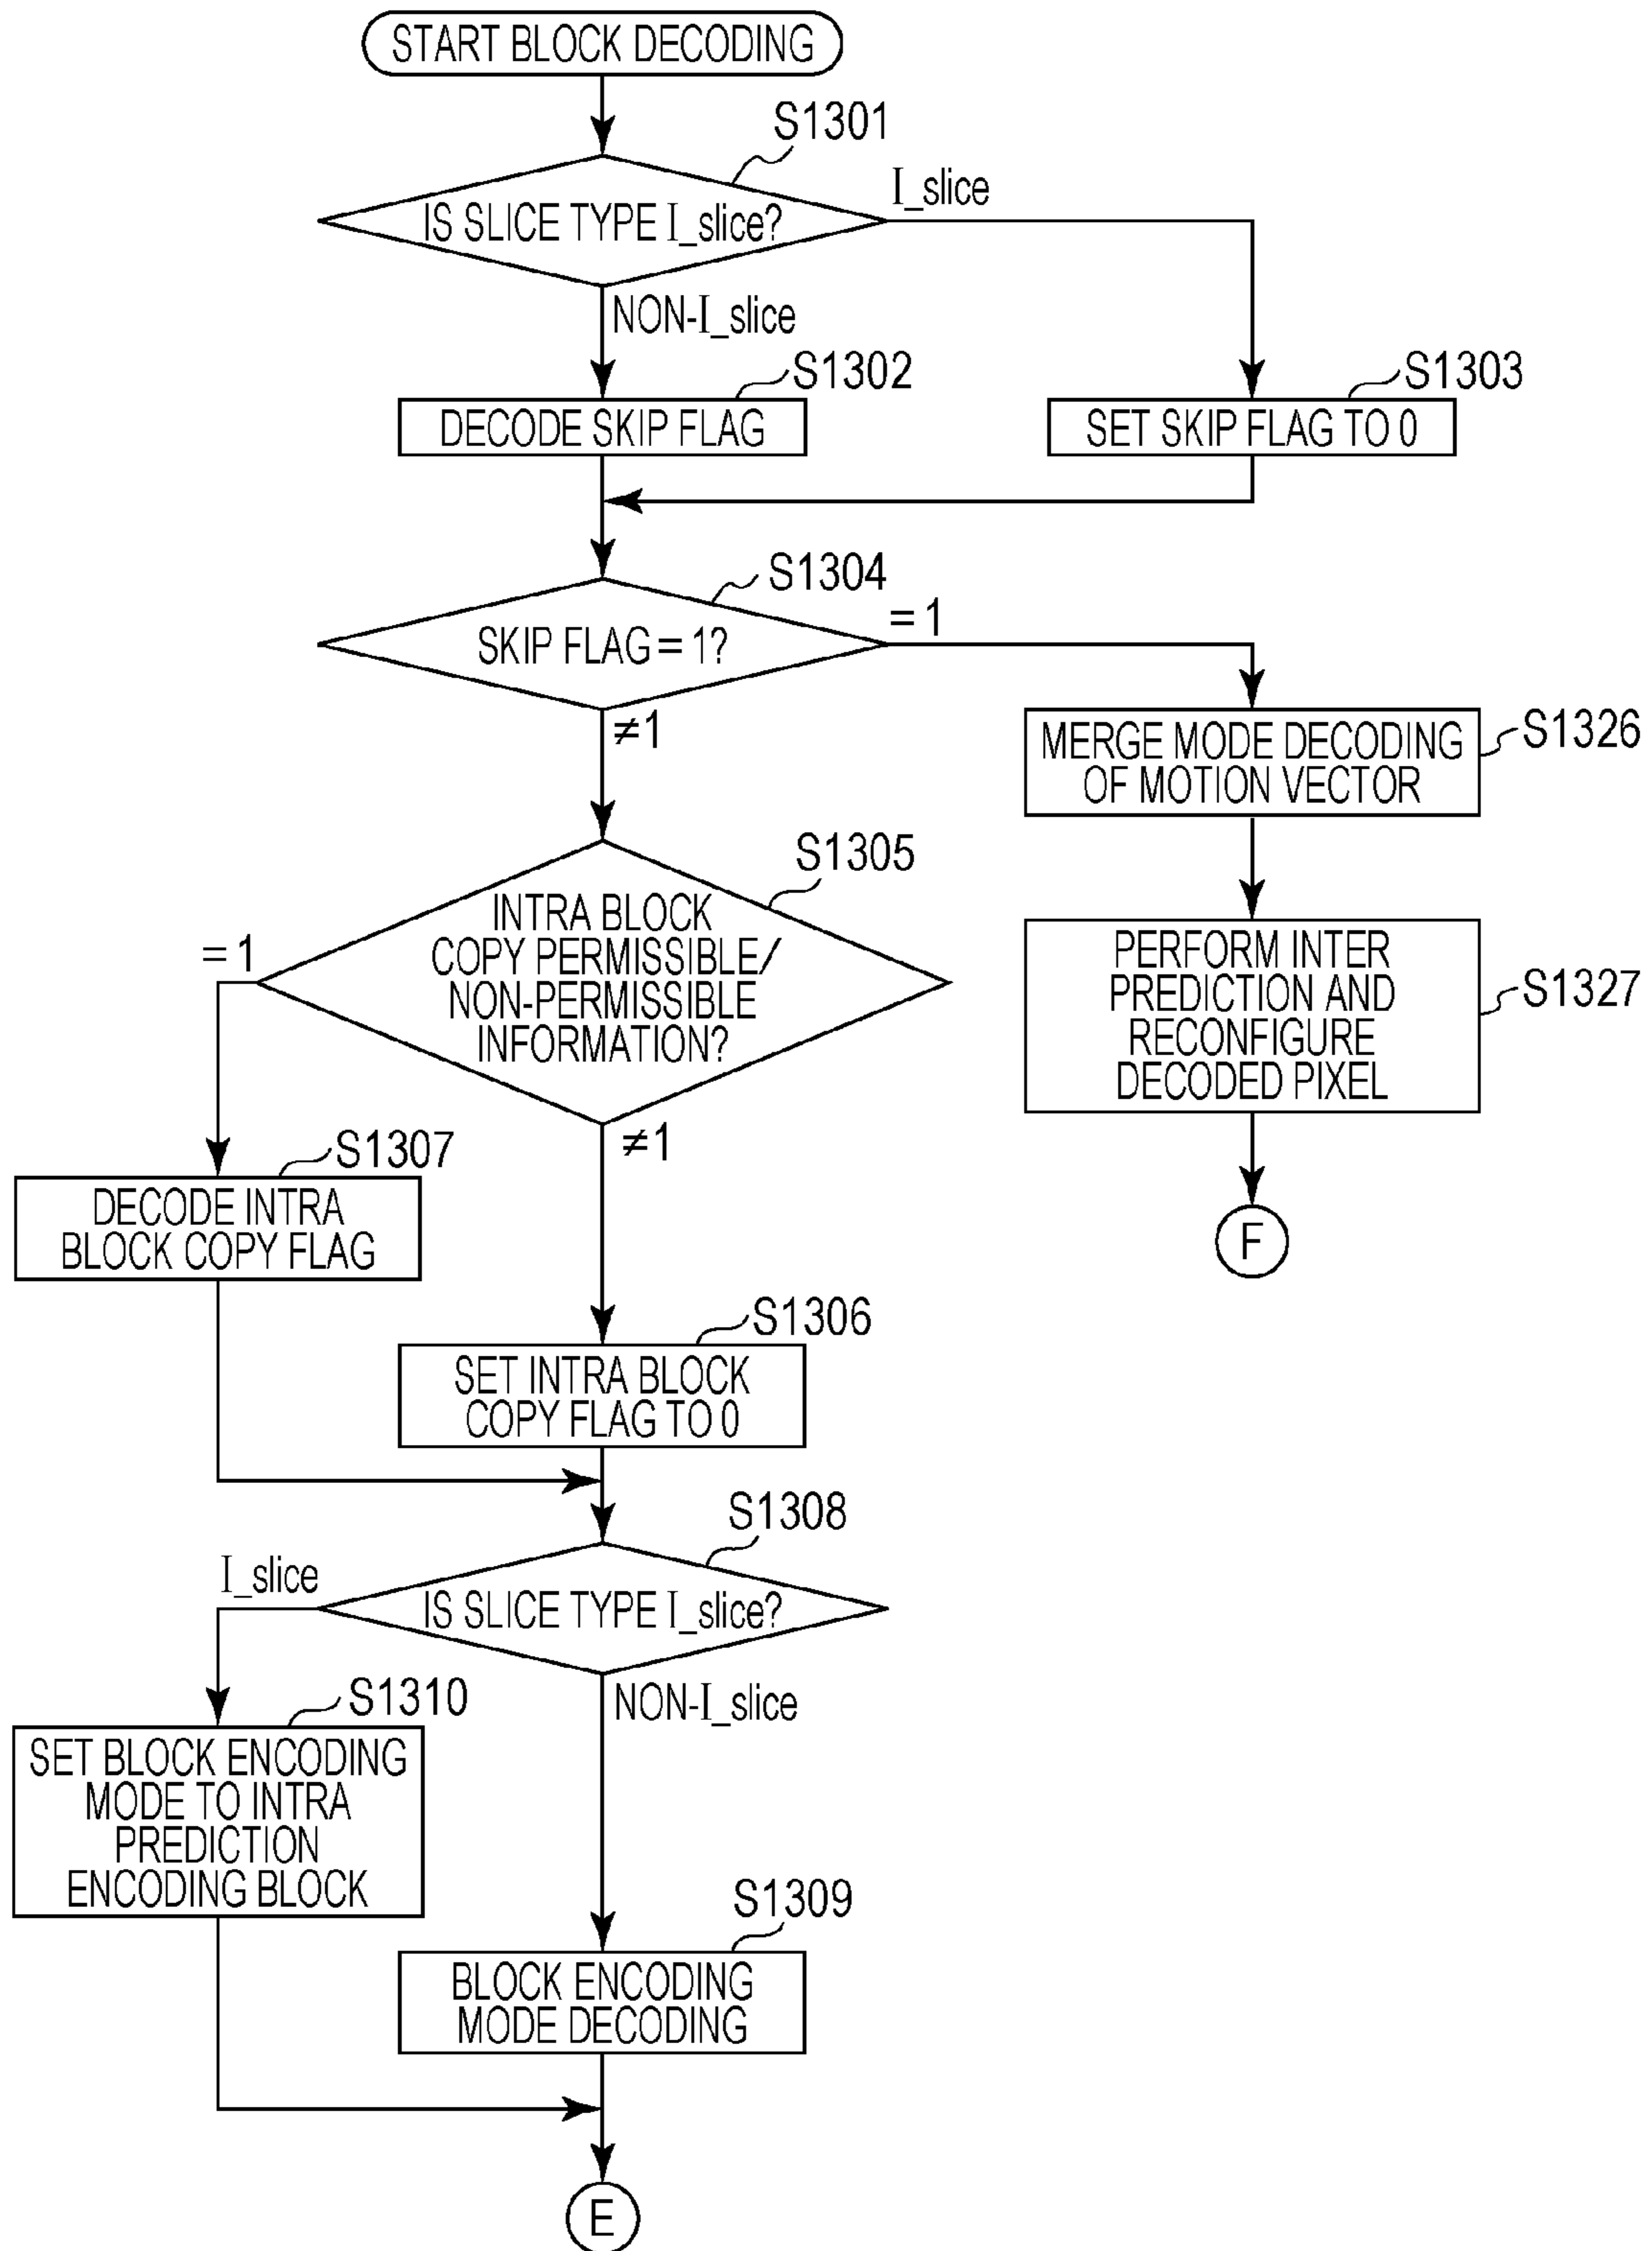 START BLOCK DECODING
S1301
IS SLICE TYPE I_slice?
I_slice
NON-I_slice
S1302
DECODE SKIP FLAG
S1303
SET SKIP FLAG TO 0
S1304
SKIP FLAG = 1?
= 1
≠1
S1326
MERGE MODE DECODING
OF MOTION VECTOR
S1305
INTRA BLOCK
COPY PERMISSIBLE/
NON-PERMISSIBLE
INFORMATION?
= 1
≠1
S1327
PERFORM INTER
PREDICTION AND
RECONFIGURE
DECODED PIXEL
F
S1307
DECODE INTRA
BLOCK COPY FLAG
S1306
SET INTRA BLOCK
COPY FLAG TO 0
S1308
IS SLICE TYPE I_slice?
I_slice
NON-I_slice
S1310
SET BLOCK ENCODING
MODE TO INTRA
PREDICTION
ENCODING BLOCK
S1309
BLOCK ENCODING
MODE DECODING
E